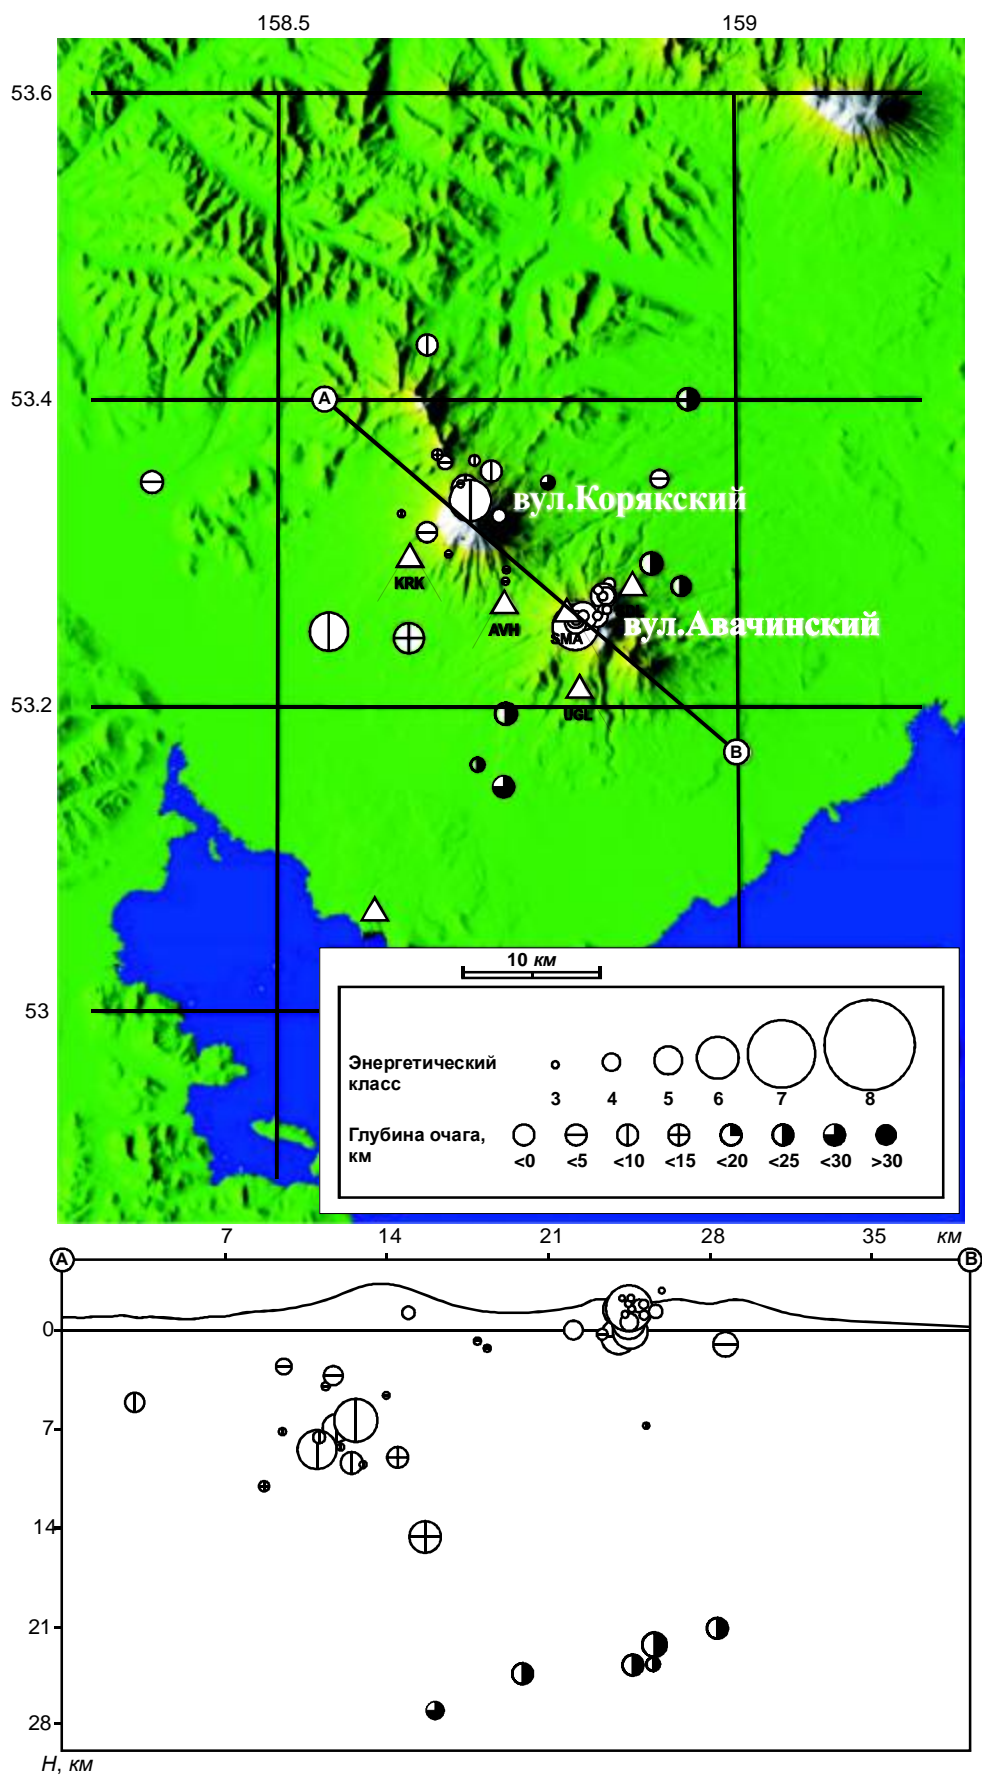 158.5 159
53.6
53.4
A
вул.Корякский
KRK
AVH
вул.Авачинский
SMA
UGL
53.2
B
53
10 км
Энергетический
класс
3 4 5 6 7 8
Глубина очага,
км
<0 <5 <10 <15 <20 <25 <30 >30
7 14 21 28 35 км
A B
0
7
14
21
28
H, км